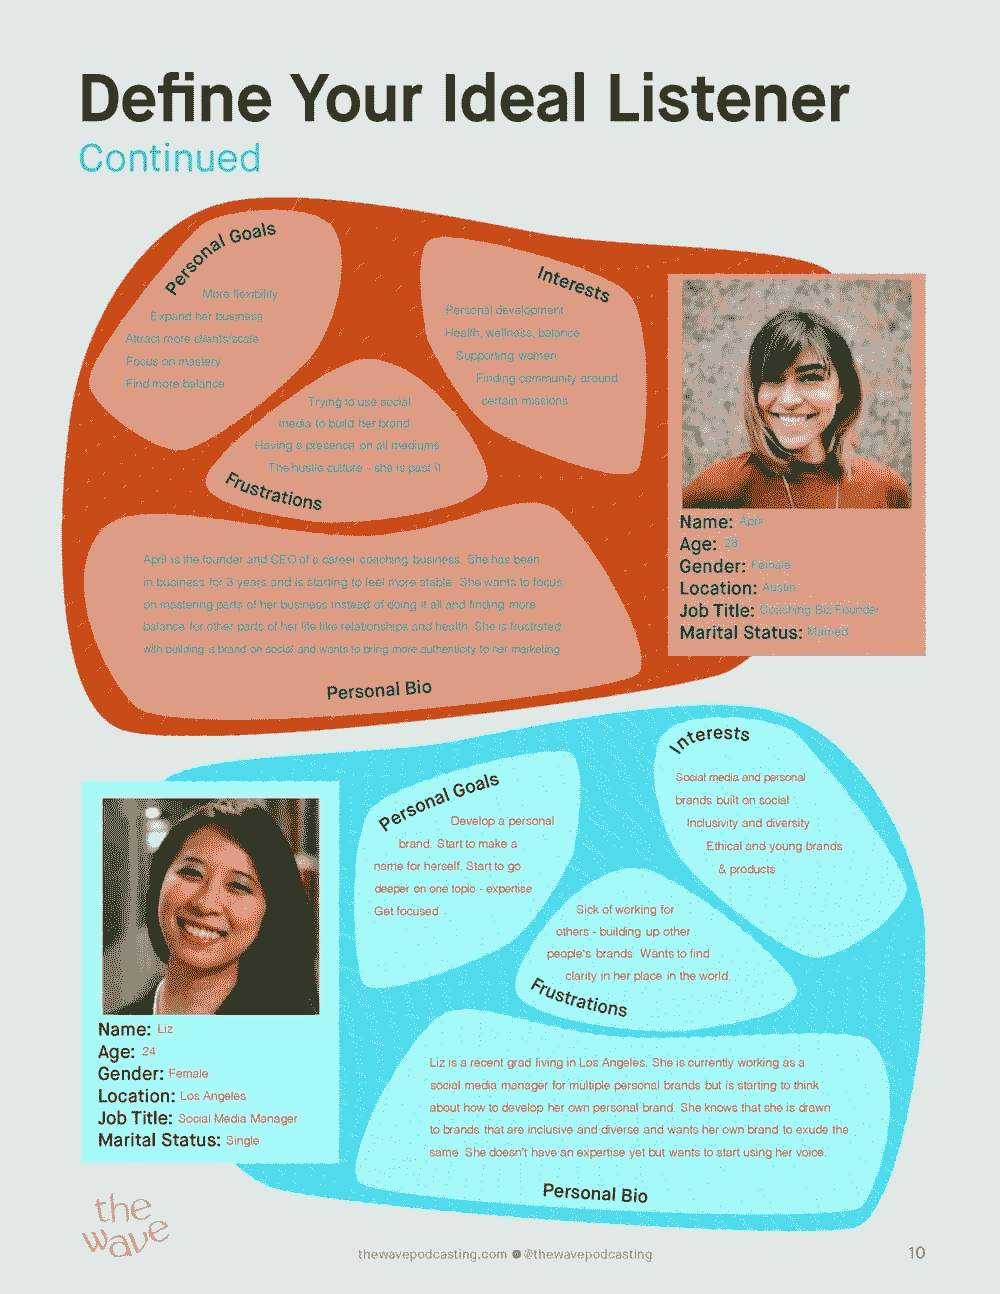 Define Your Ideal Listener
Continued
Personal Goals
More flexibility
Expand her business
Attract more clients/scale
Focus on mastery
Find more balance
Interests
Personal development
Health, wellness, balance
Supporting women
Finding community around
certain missions
Trying to use social
media to build her brand
Having a presence on all mediums
The hustle culture - she is past it
Frustrations
April is the founder and CEO of a career coaching business. She has been
in business for 3 years and is starting to feel more stable. She wants to focus
on mastering parts of her business instead of doing it all and finding more
balance for other parts of her life like relationships and health. She is frustrated
with building a brand on social and wants to bring more authenticity to her marketing
Personal Bio
Name: April
Age: 28
Gender: Female
Location: Austin
Job Title: Coaching Biz Founder
Marital Status: Married
Personal Goals
Develop a personal
brand. Start to make a
name for herself. Start to go
deeper on one topic - expertise
Get focused
Interests
Social media and personal
brands built on social
Inclusivity and diversity
Ethical and young brands
& products
Sick of working for
others - building up other
people's brands. Wants to find
clarity in her place in the world.
Frustrations
Name: Liz
Age: 24
Gender: Female
Location: Los Angeles
Job Title: Social Media Manager
Marital Status: Single
Liz is a recent grad living in Los Angeles. She is currently working as a
social media manager for multiple personal brands but is starting to think
about how to develop her own personal brand. She knows that she is drawn
to brands that are inclusive and diverse and wants her own brand to exude the
same. She doesn't have an expertise yet but wants to start using her voice.
Personal Bio
the
wave
thewavepodcasting.com @thewavepodcasting
10